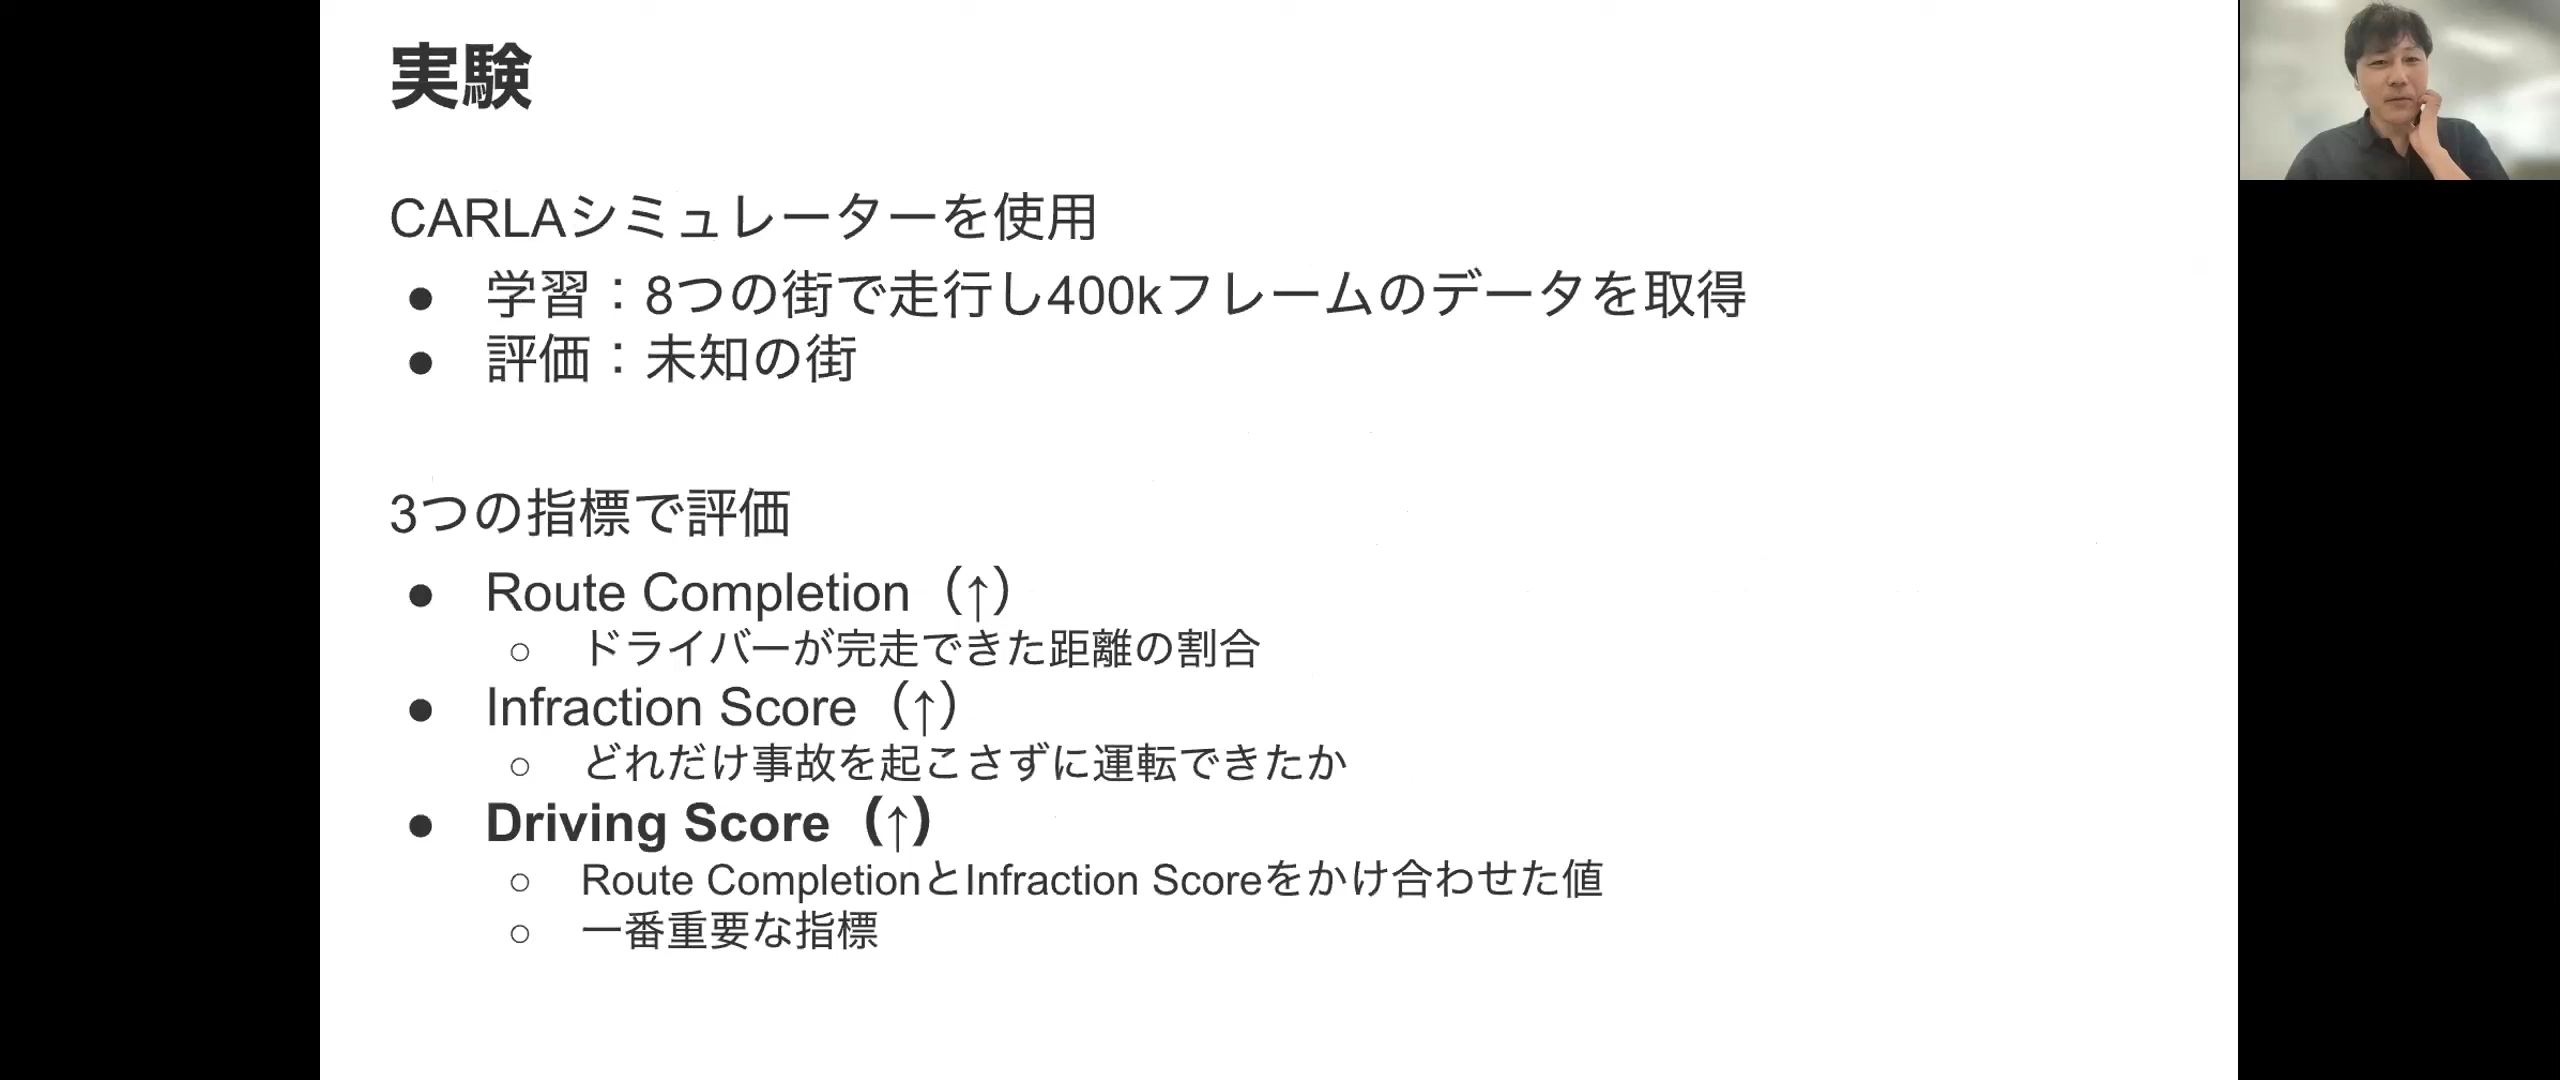 実験
CARLAシミュレーターを使用
● 学習：8つの街で走行し400kフレームのデータを取得
● 評価：未知の街
3つの指標で評価
● Route Completion（↑）
○ ドライバーが完走できた距離の割合
● Infraction Score（↑）
○ どれだけ事故を起こさずに運転できたか
● Driving Score（↑）
○ Route CompletionとInfraction Scoreをかけ合わせた値
○ 一番重要な指標